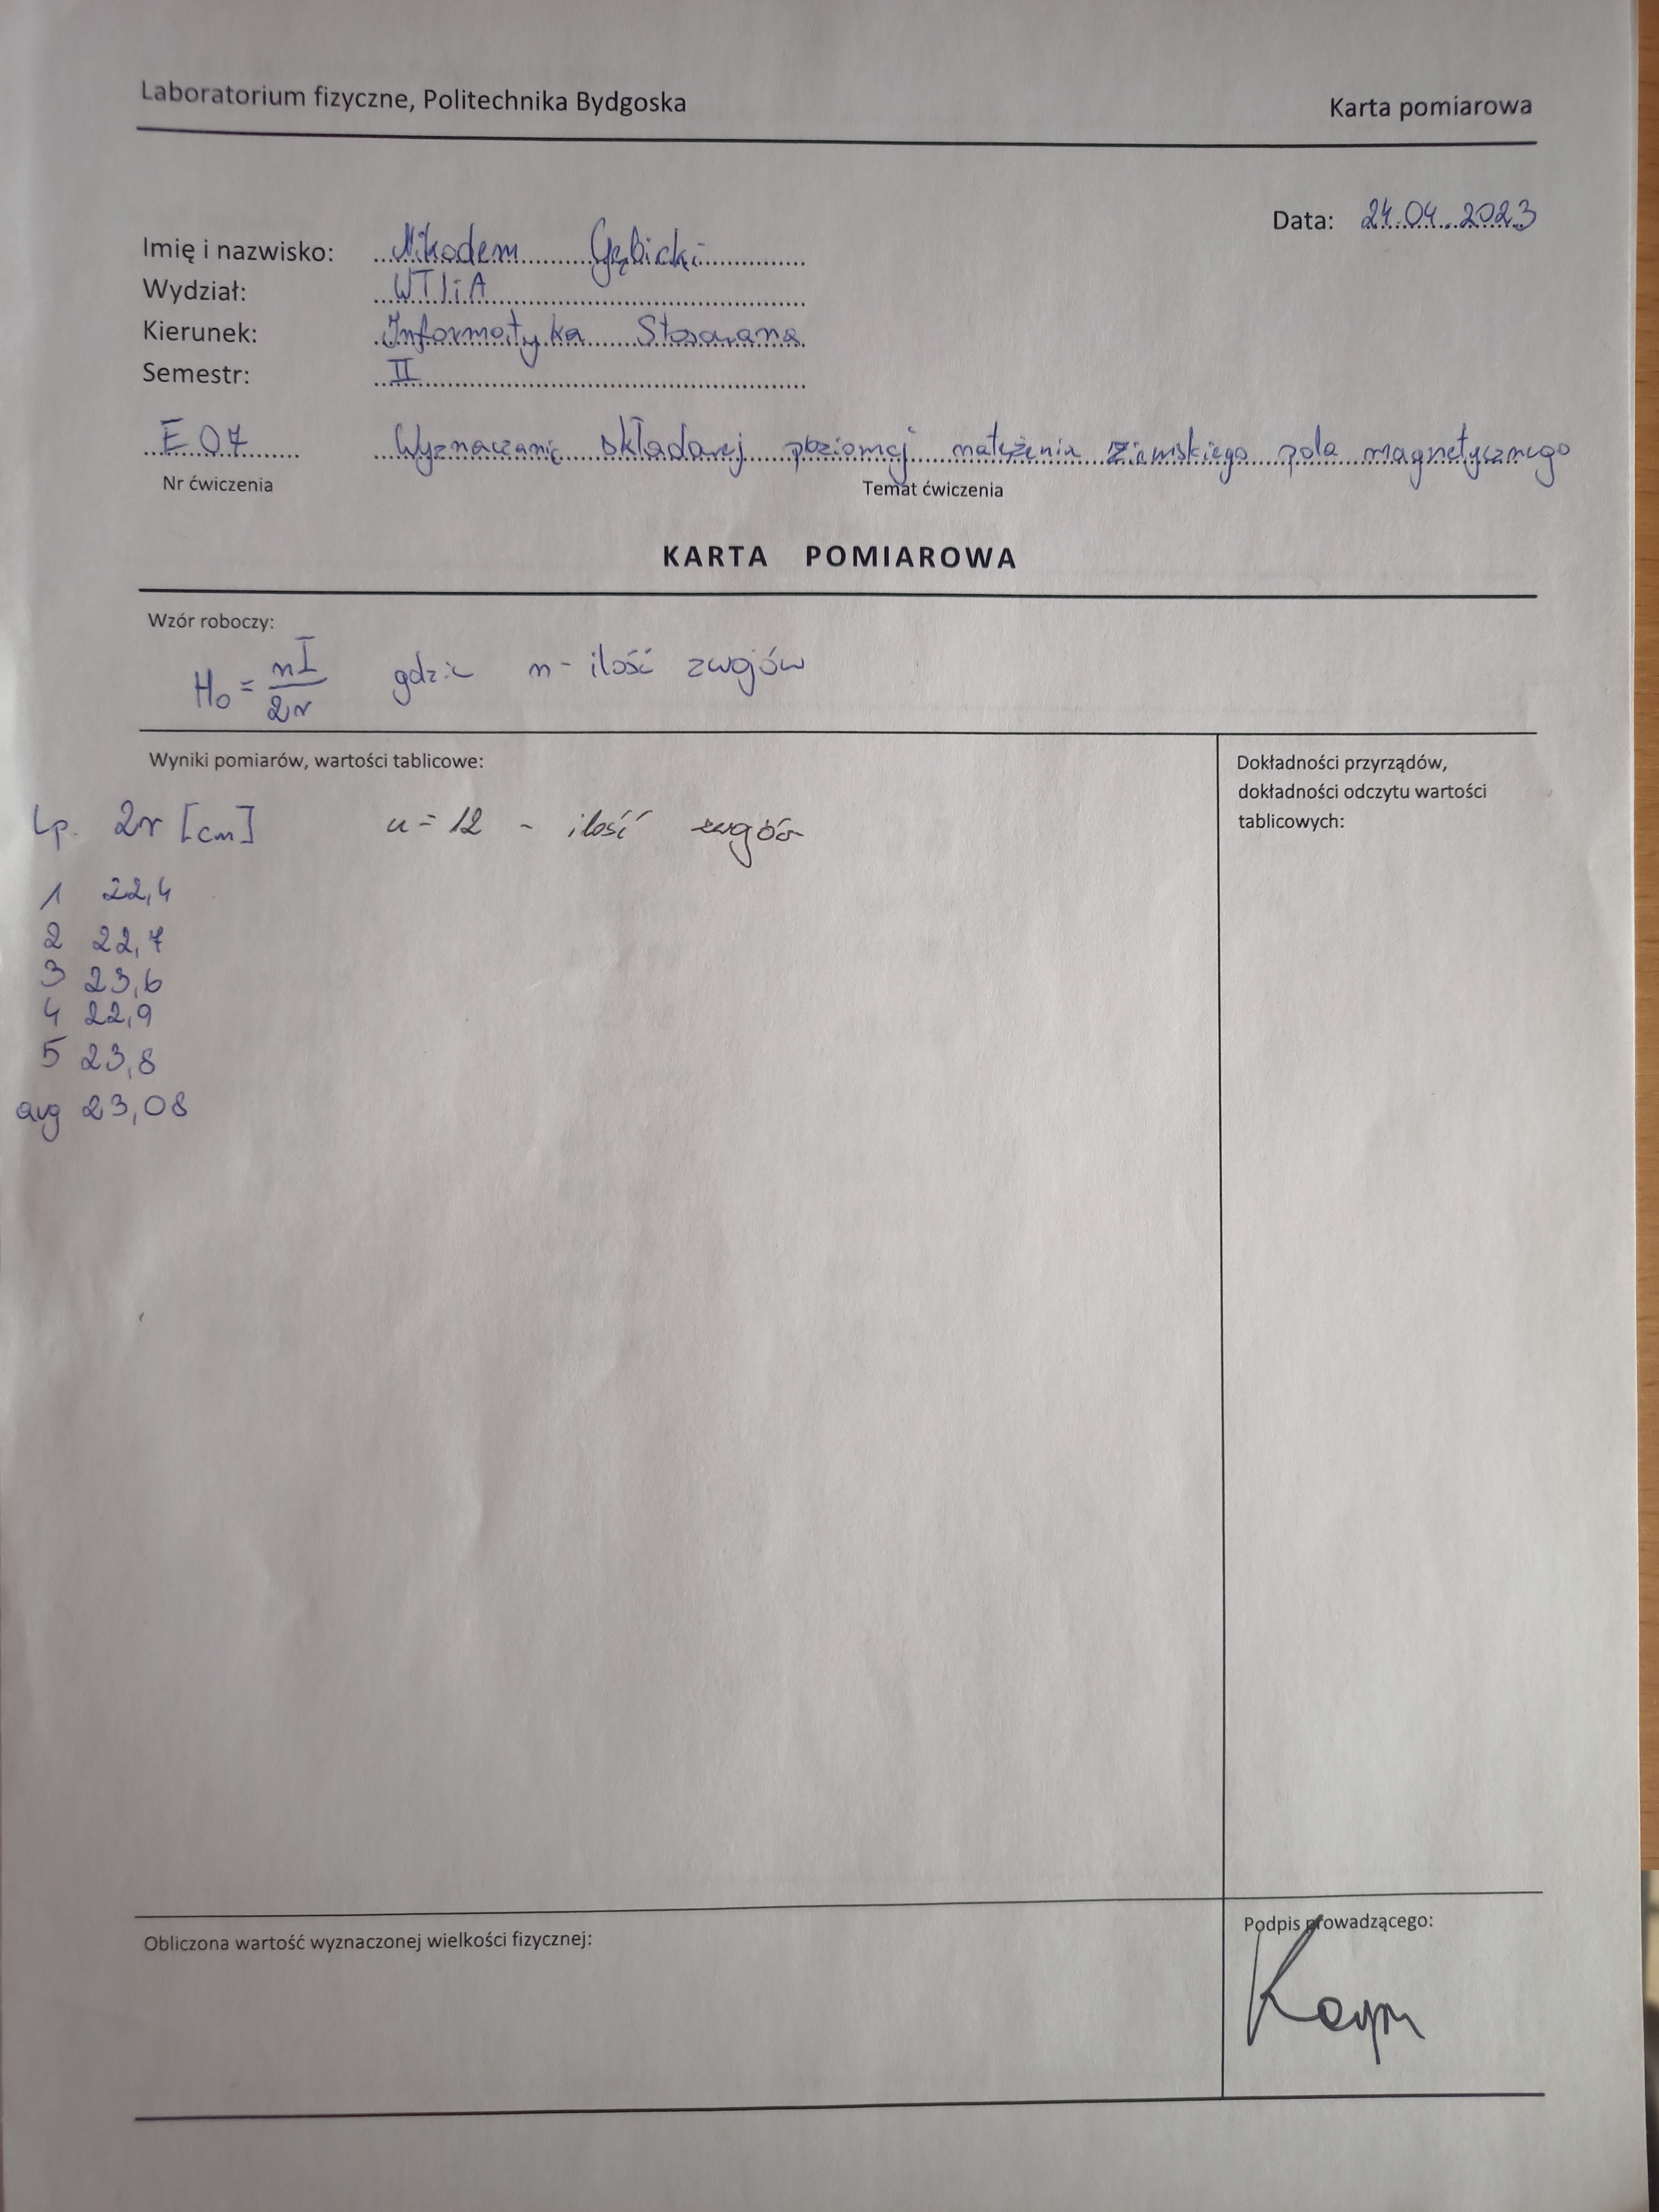 Laboratorium fizyczne, Politechnika Bydgoska Karta pomiarowa
Data: 24.04.2023
Imię i nazwisko: Nikodem Gębicki
Wydział: WTIiA
Kierunek: Informatyka Stosowana
Semestr: II
E07 Wyznaczanie składowej poziomej natężenia ziemskiego pola magnetycznego
Nr ćwiczenia Temat ćwiczenia
KARTA POMIAROWA
Wzór roboczy:
H₀ = nI/2r gdzie n - ilość zwojów
Wyniki pomiarów, wartości tablicowe:
Dokładności przyrządów,
dokładności odczytu wartości
tablicowych:
Lp. 2r [cm] n = 12 - ilość zwojów
1 22,4
2 22,7
3 23,6
4 22,9
5 23,8
avg 23,08
Obliczona wartość wyznaczonej wielkości fizycznej:
Podpis prowadzącego: